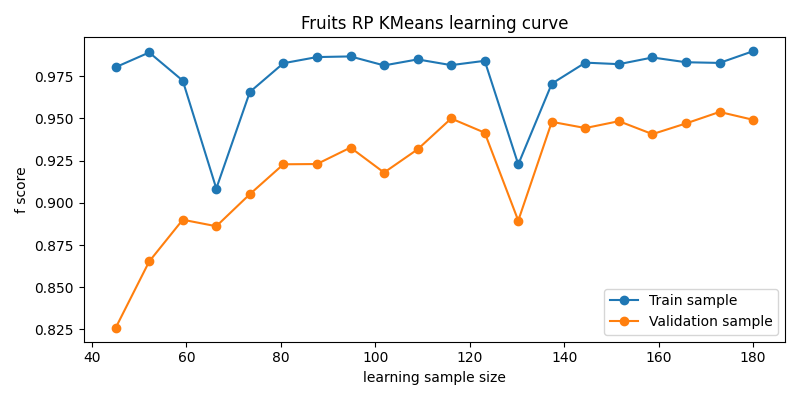 Fruits RP KMeans learning curve
f score
0.975
0.950
0.925
0.900
0.875
0.850
0.825
Train sample
Validation sample
40 60 80 100 120 140 160 180
learning sample size